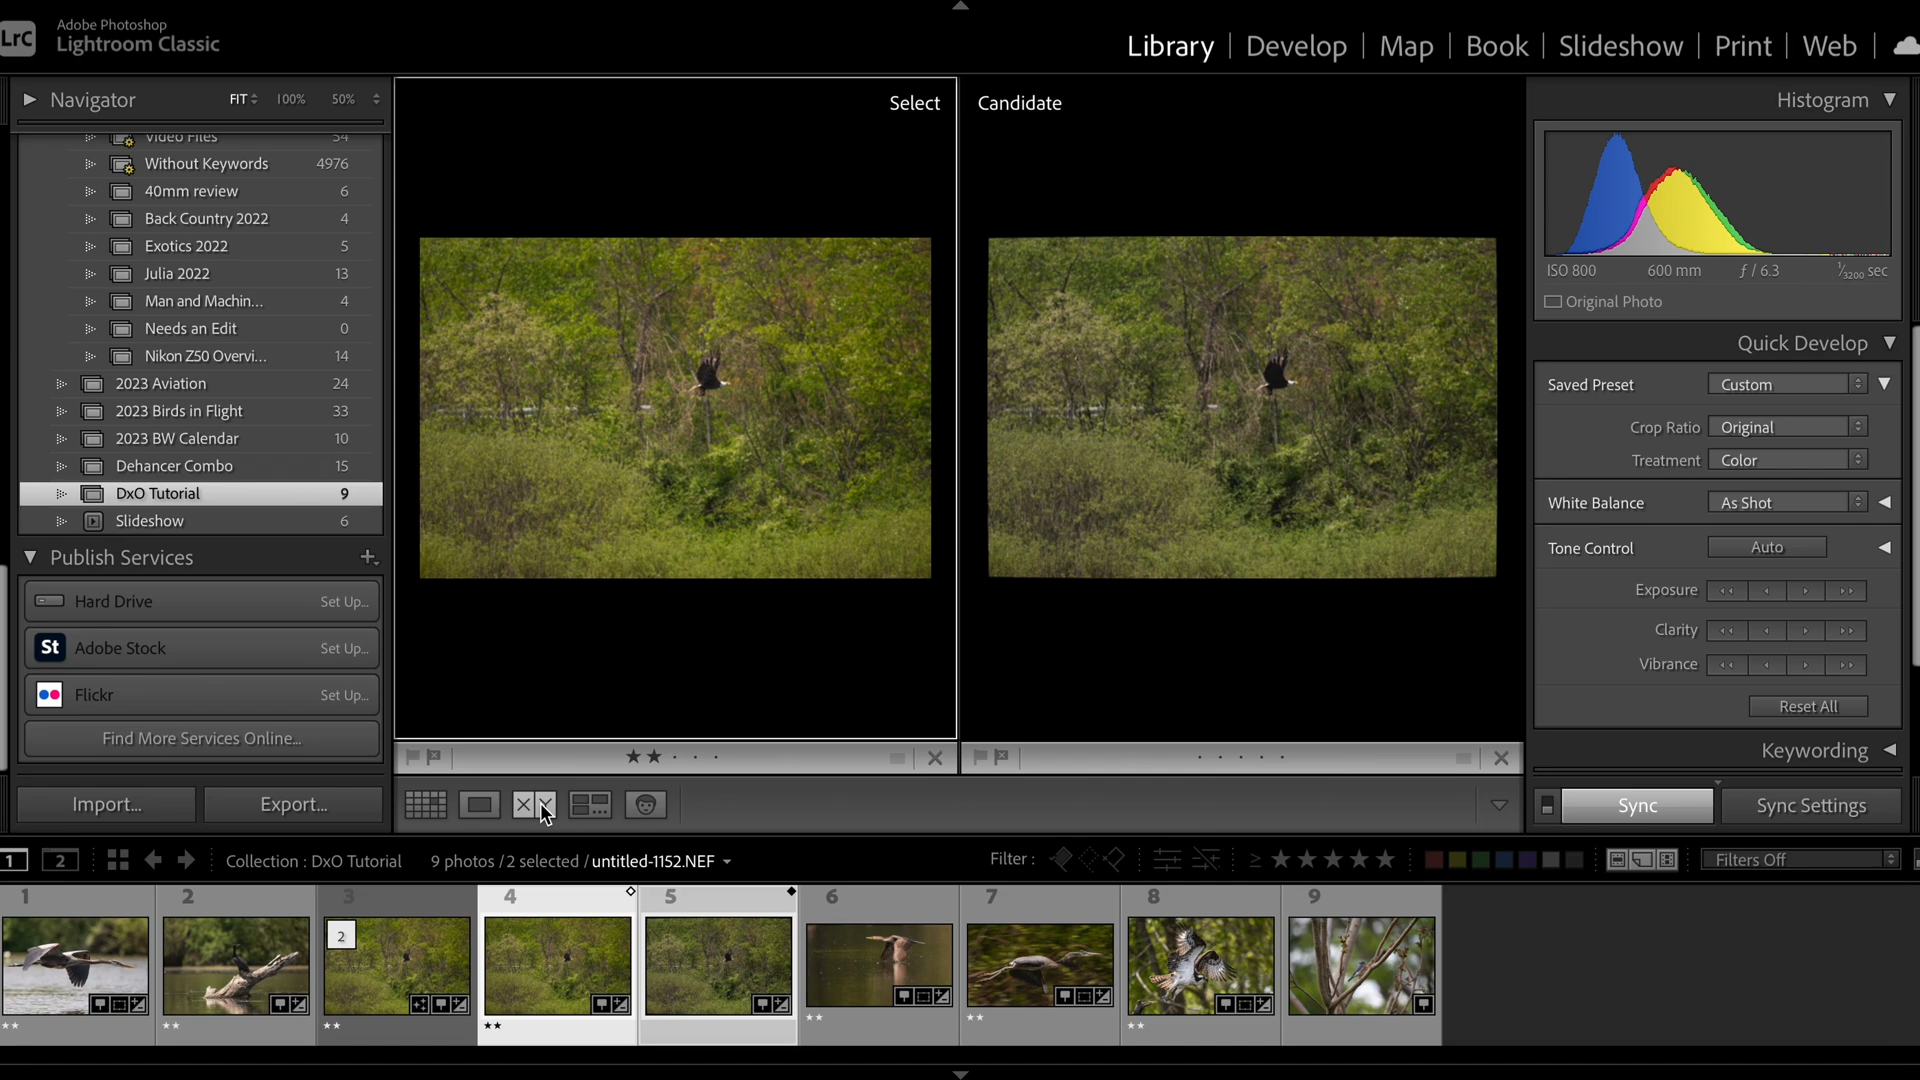 LrC
Adobe Photoshop
Lightroom Classic
Library | Develop | Map | Book | Slideshow | Print | Web |
Navigator FIT 100% 50%
Video Files 54
Without Keywords 4976
40mm review 6
Back Country 2022 4
Exotics 2022 5
Julia 2022 13
Man and Machin... 4
Needs an Edit 0
Nikon Z50 Overvi... 14
2023 Aviation 24
2023 Birds in Flight 33
2023 BW Calendar 10
Dehancer Combo 15
DxO Tutorial 9
Slideshow 6
Publish Services
Hard Drive Set Up...
St Adobe Stock Set Up...
Flickr Set Up...
Find More Services Online...
Import... Export...
Select
Candidate
Histogram
ISO 800 600 mm ƒ / 6.3 1/3200 sec
Original Photo
Quick Develop
Saved Preset Custom
Crop Ratio Original
Treatment Color
White Balance As Shot
Tone Control Auto
Exposure
Clarity
Vibrance
Reset All
Keywording
Sync Sync Settings
1 2 Collection : DxO Tutorial 9 photos / 2 selected / untitled-1152.NEF Filter : Filters Off
1 2 3 4 5 6 7 8 9
2